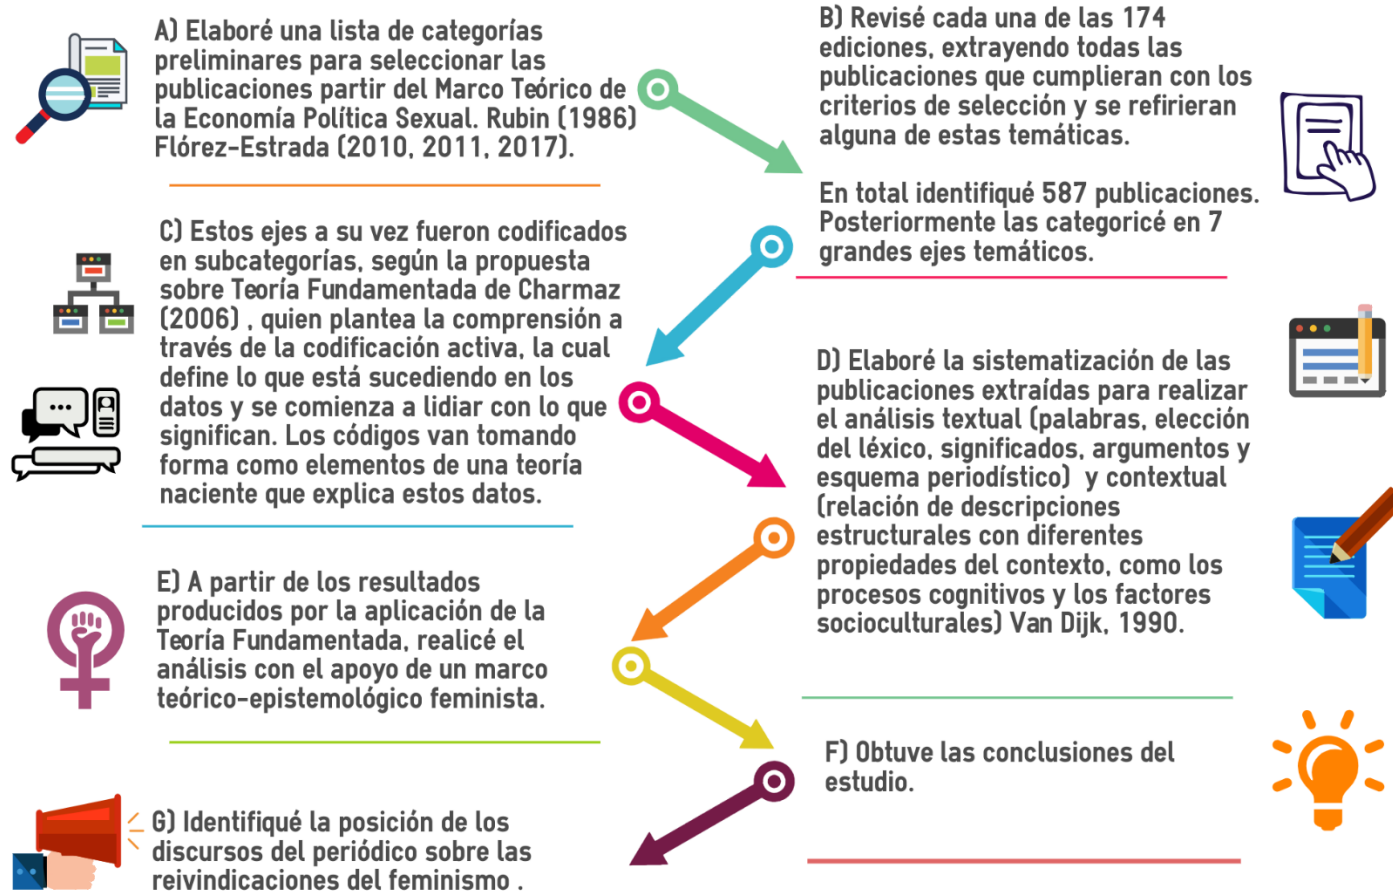 A) Elaboré una lista de categorías
preliminares para seleccionar las
publicaciones partir del Marco Teórico de
la Economía Política Sexual. Rubin (1986)
Flórez-Estrada (2010, 2011, 2017).
B) Revisé cada una de las 174
ediciones, extrayendo todas las
publicaciones que cumplieran con los
criterios de selección y se refirieran
alguna de estas temáticas.
En total identifiqué 587 publicaciones.
Posteriormente las categoricé en 7
grandes ejes temáticos.
C) Estos ejes a su vez fueron codificados
en subcategorías, según la propuesta
sobre Teoría Fundamentada de Charmaz
(2006) , quien plantea la comprensión a
través de la codificación activa, la cual
define lo que está sucediendo en los
datos y se comienza a lidiar con lo que
significan. Los códigos van tomando
forma como elementos de una teoría
naciente que explica estos datos.
D) Elaboré la sistematización de las
publicaciones extraídas para realizar
el análisis textual (palabras, elección
del léxico, significados, argumentos y
esquema periodístico)  y contextual
(relación de descripciones
estructurales con diferentes
propiedades del contexto, como los
procesos cognitivos y los factores
socioculturales) Van Dijk, 1990.
E) A partir de los resultados
producidos por la aplicación de la
Teoría Fundamentada, realicé el
análisis con el apoyo de un marco
teórico-epistemológico feminista.
F) Obtuve las conclusiones del
estudio.
G) Identifiqué la posición de los
discursos del periódico sobre las
reivindicaciones del feminismo .